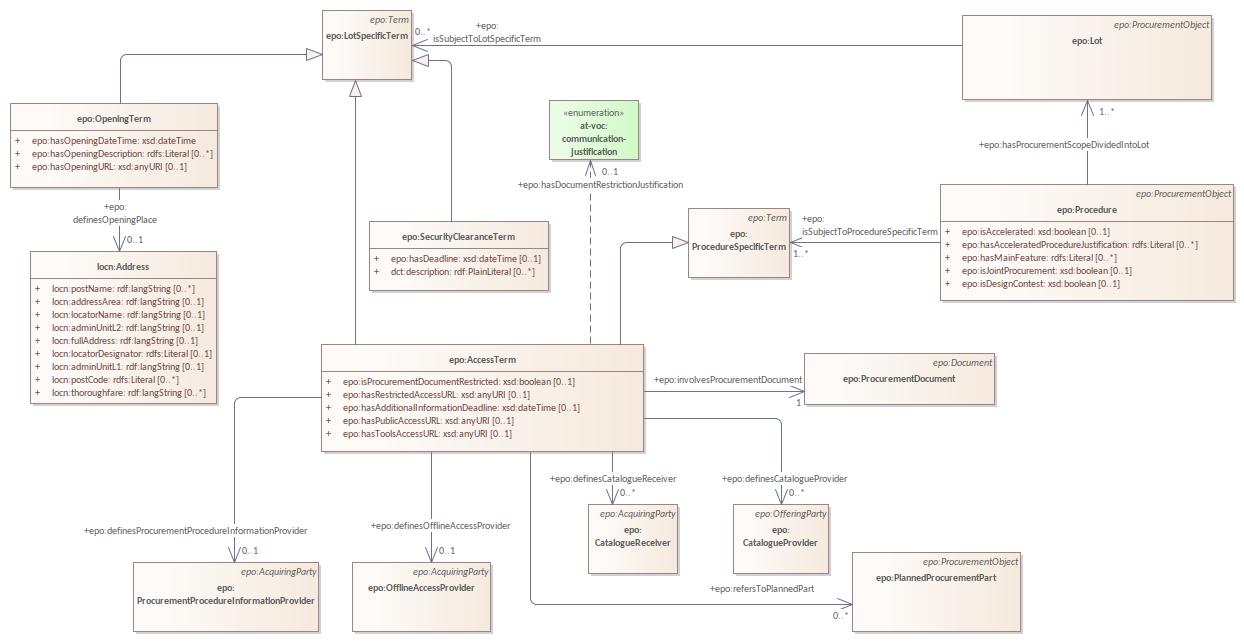 epo:Term
epo:LotSpecificTerm
0..*
+epo:
isSubjectToLotSpecificTerm
epo:ProcurementObject
epo:Lot
epo:OpeningTerm
+ epo:hasOpeningDateTime: xsd:dateTime
+ epo:hasOpeningDescription: rdfs:Literal [0..*]
+ epo:hasOpeningURL: xsd:anyURI [0..1]
«enumeration»
at-voc:
communication-
justification
0..1
+epo:hasDocumentRestrictionJustification
1..*
+epo:hasProcurementScopeDividedIntoLot
+epo:
definesOpeningPlace
0..1
epo:SecurityClearanceTerm
+ epo:hasDeadline: xsd:dateTime [0..1]
+ dct:description: rdf:PlainLiteral [0..*]
epo:Term
epo:
ProcedureSpecificTerm
+epo:
isSubjectToProcedureSpecificTerm
1..*
epo:ProcurementObject
epo:Procedure
+ epo:isAccelerated: xsd:boolean [0..1]
+ epo:hasAcceleratedProcedureJustification: rdfs:Literal [0..*]
+ epo:hasMainFeature: rdfs:Literal [0..*]
+ epo:isJointProcurement: xsd:boolean [0..1]
+ epo:isDesignContest: xsd:boolean [0..1]
locn:Address
+ locn:postName: rdf:langString [0..*]
+ locn:addressArea: rdf:langString [0..1]
+ locn:locatorName: rdf:langString [0..1]
+ locn:adminUnitL2: rdf:langString [0..1]
+ locn:fullAddress: rdf:langString [0..1]
+ locn:locatorDesignator: rdfs:Literal [0..1]
+ locn:adminUnitL1: rdf:langString [0..1]
+ locn:postCode: rdfs:Literal [0..*]
+ locn:thoroughfare: rdf:langString [0..*]
epo:AccessTerm
+ epo:isProcurementDocumentRestricted: xsd:boolean [0..1]
+ epo:hasRestrictedAccessURL: xsd:anyURI [0..1]
+ epo:hasAdditionalInformationDeadline: xsd:dateTime [0..1]
+ epo:hasPublicAccessURL: xsd:anyURI [0..1]
+ epo:hasToolsAccessURL: xsd:anyURI [0..1]
+epo:involvesProcurementDocument
1
epo:Document
epo:ProcurementDocument
+epo:definesCatalogueReceiver
0..*
+epo:definesCatalogueProvider
0..*
+epo:definesProcurementProcedureInformationProvider
0..1
+epo:definesOfflineAccessProvider
0..1
epo:AcquiringParty
epo:
CatalogueReceiver
epo:OfferingParty
epo:
CatalogueProvider
epo:AcquiringParty
epo:
ProcurementProcedureInformationProvider
epo:AcquiringParty
epo:OfflineAccessProvider
+epo:refersToPlannedPart
0..*
epo:ProcurementObject
epo:PlannedProcurementPart